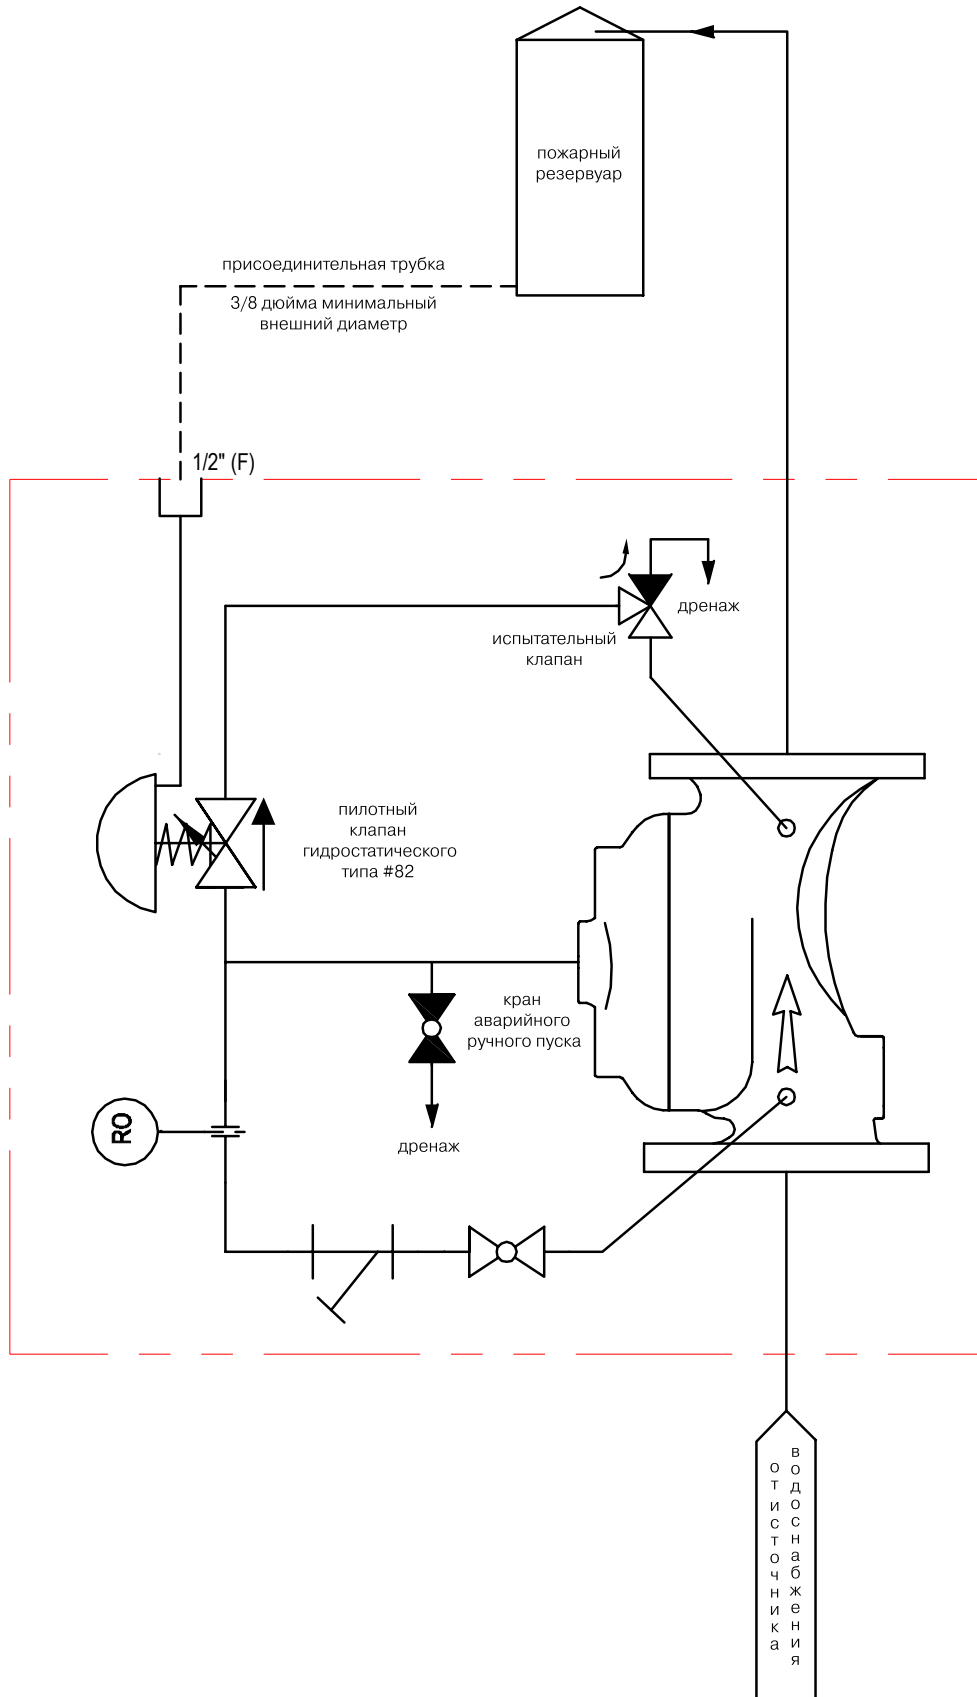 пожарный
резервуар
присоединительная трубка
3/8 дюйма минимальный
внешний диаметр
1/2" (F)
дренаж
испытательный
клапан
пилотный
клапан
гидростатического
типа #82
кран
аварийного
ручного пуска
RO
дренаж
от источника
водоснабжения